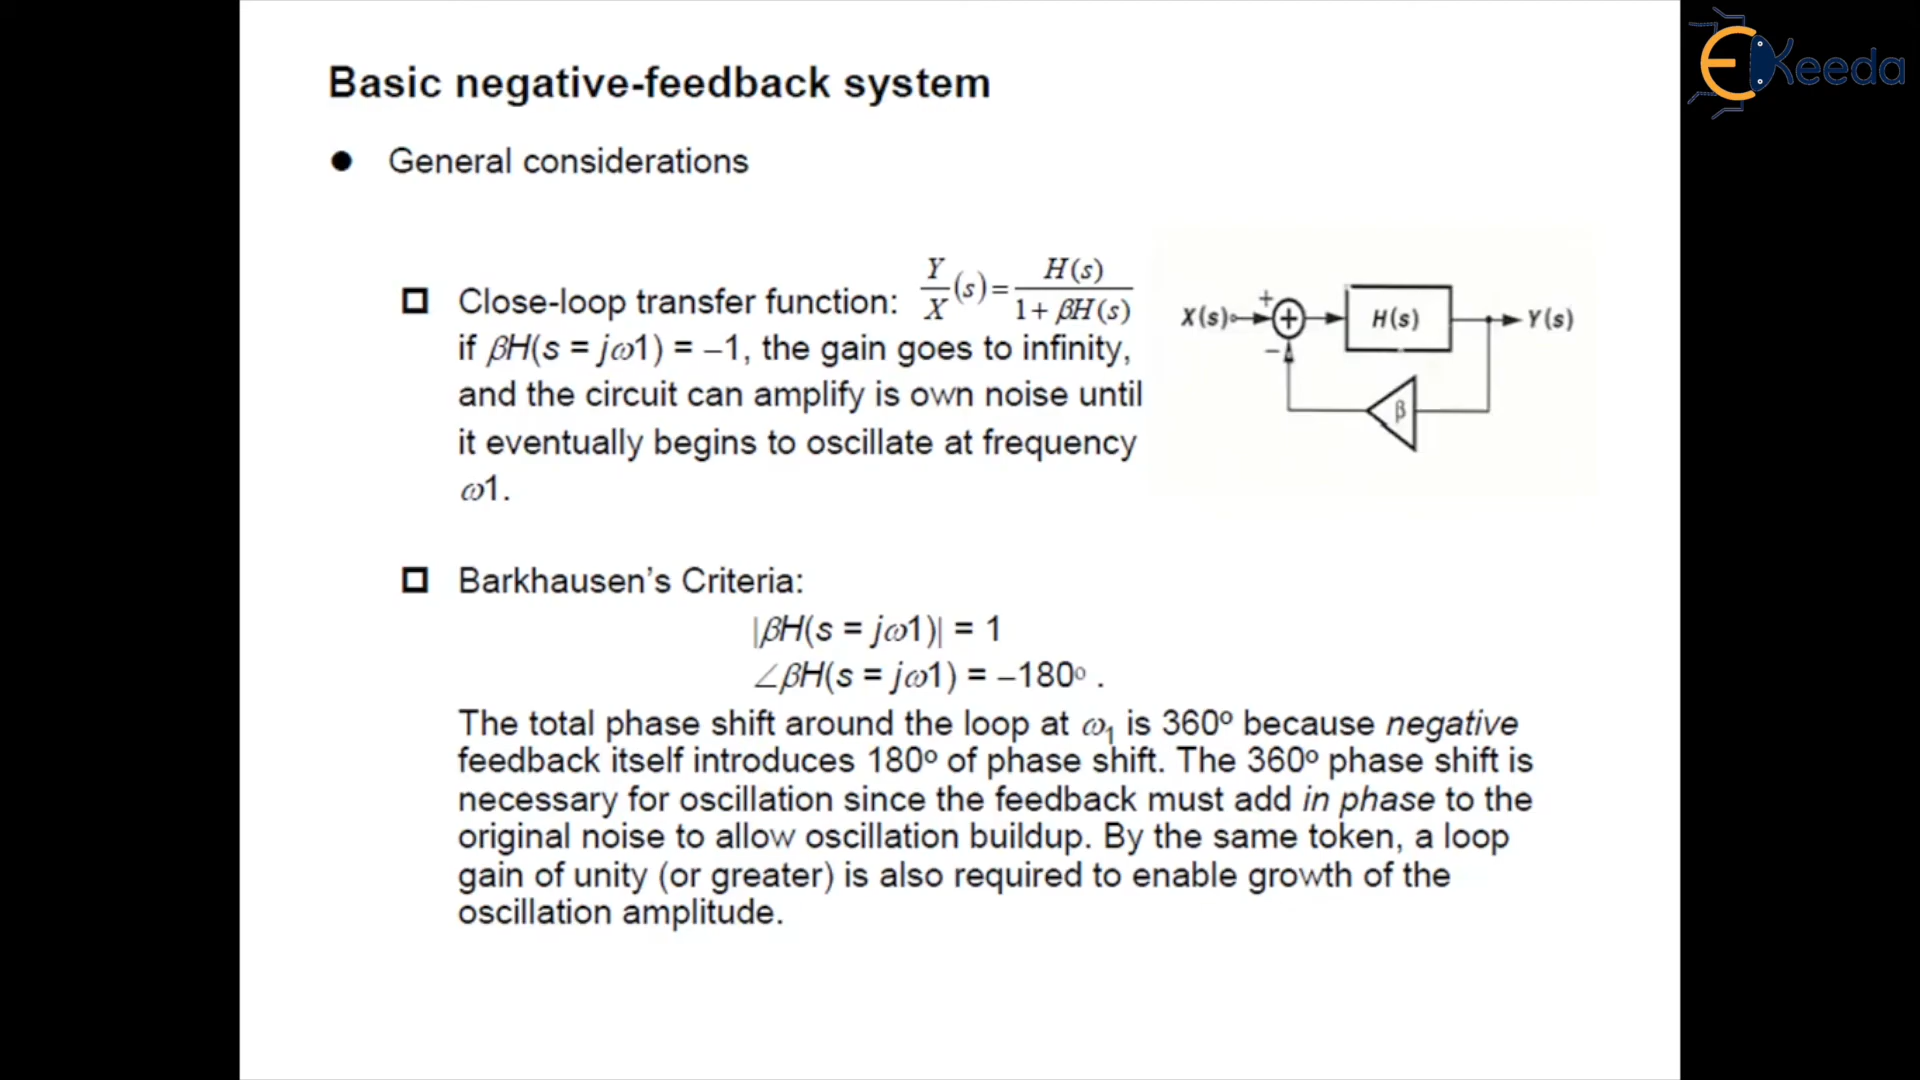 EKeeda
Basic negative-feedback system
● General considerations
Close-loop transfer function: Y/X (s) = H(s) / 1 + βH(s)
if βH(s = jω1) = –1, the gain goes to infinity,
and the circuit can amplify is own noise until
it eventually begins to oscillate at frequency
ω1.
X(s) + + H(s) Y(s)
–
β
Barkhausen’s Criteria:
|βH(s = jω1)| = 1
∠βH(s = jω1) = –180º .
The total phase shift around the loop at ω₁ is 360º because negative
feedback itself introduces 180º of phase shift. The 360º phase shift is
necessary for oscillation since the feedback must add in phase to the
original noise to allow oscillation buildup. By the same token, a loop
gain of unity (or greater) is also required to enable growth of the
oscillation amplitude.